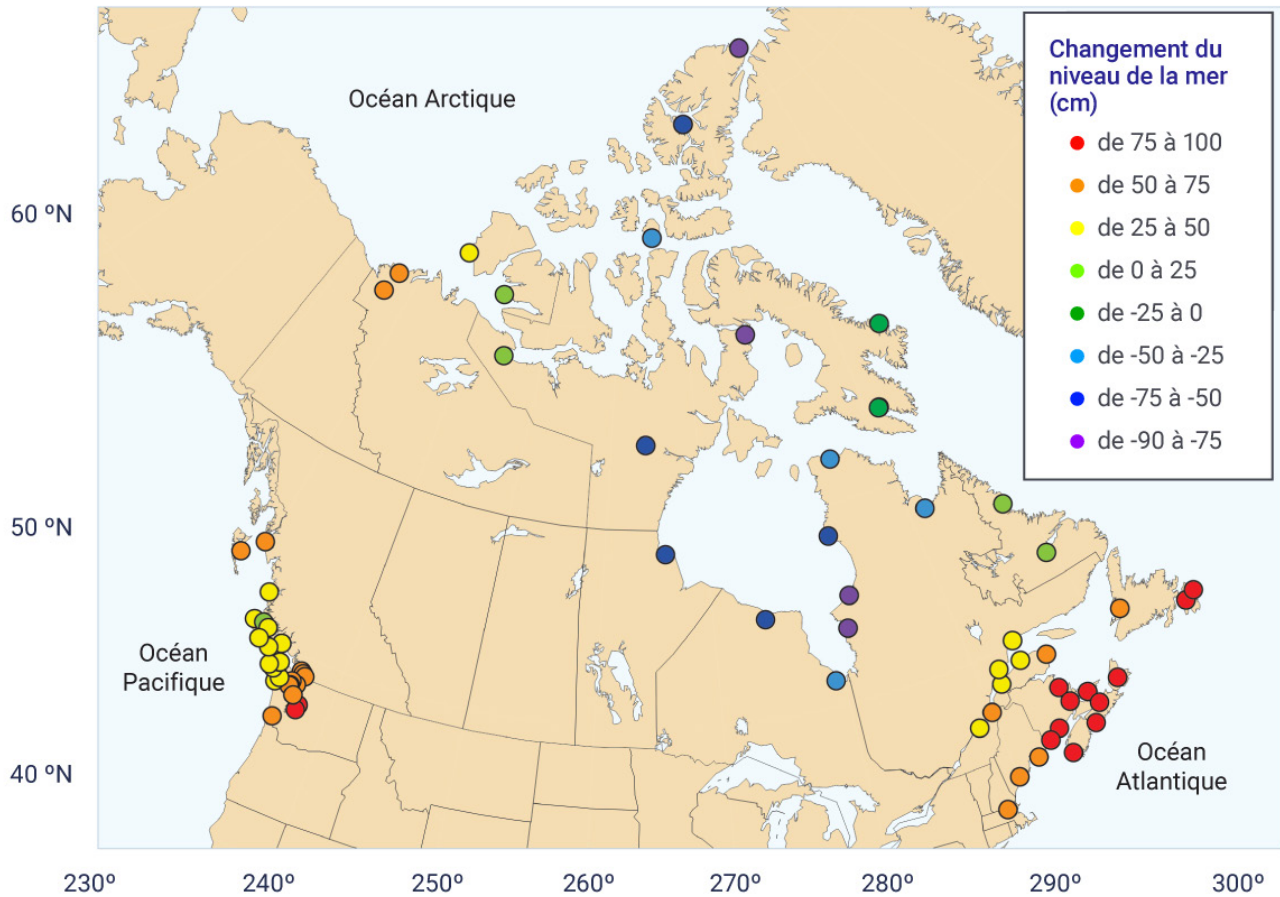 Changement du
niveau de la mer
(cm)
de 75 à 100
de 50 à 75
de 25 à 50
de 0 à 25
de -25 à 0
de -50 à -25
de -75 à -50
de -90 à -75
Océan Arctique
60 ºN
50 ºN
Océan
Pacifique
40 ºN
Océan
Atlantique
230º
240º
250º
260º
270º
280º
290º
300º